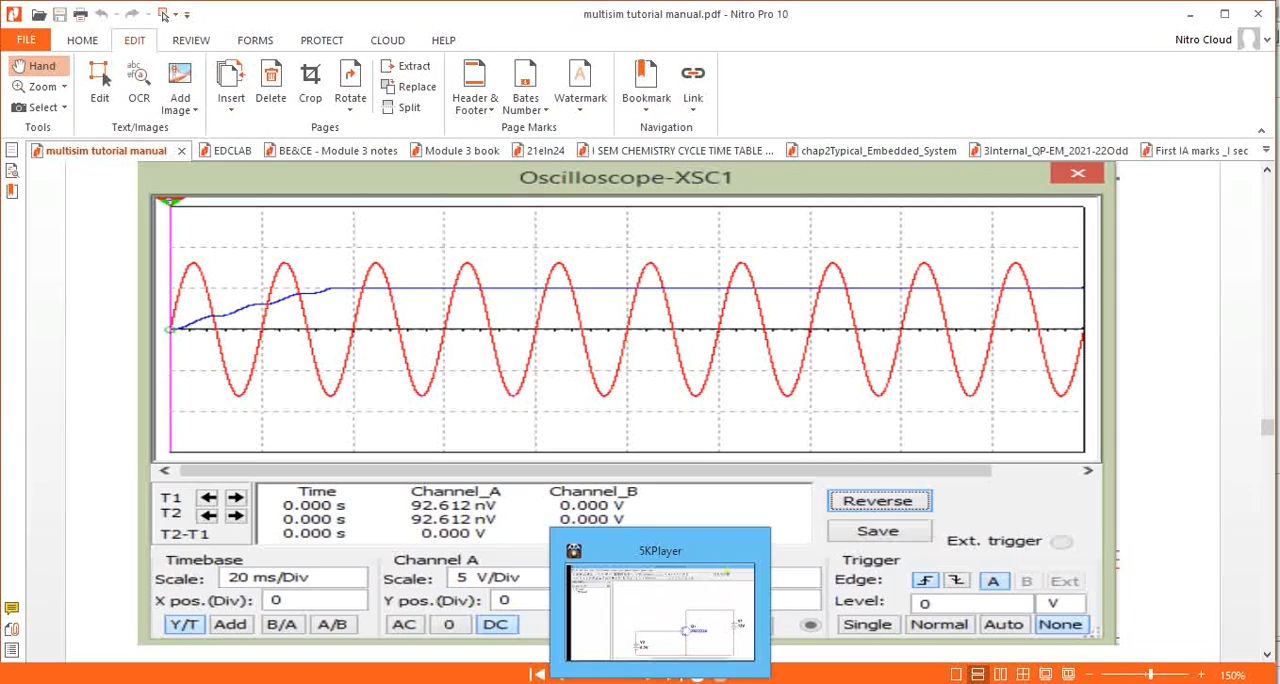 multisim tutorial manual.pdf - Nitro Pro 10
FILE HOME EDIT REVIEW FORMS PROTECT CLOUD HELP Nitro Cloud
Hand
Zoom
Select
Tools
Edit
OCR
Add Image
Text/Images
Insert
Delete
Crop
Rotate
Extract
Replace
Split
Pages
Header & Footer
Bates Number
Watermark
Page Marks
Bookmark
Link
Navigation
multisim tutorial manual EDCLAB BE&CE - Module 3 notes Module 3 book 21eln24 I SEM CHEMISTRY CYCLE TIME TABLE ... chap2Typical_Embedded_System 3Internal_QP-EM_2021-22Odd First IA marks _I sec
Oscilloscope-XSC1
Time Channel_A Channel_B
T1 0.000 s 92.612 nV 0.000 V
T2 0.000 s 92.612 nV 0.000 V
T2-T1 0.000 s 0.000 V 0.000 V
Reverse
Save
Ext. trigger
Timebase
Scale: 20 ms/Div
X pos.(Div): 0
Y/T Add B/A A/B
Channel A
Scale: 5 V/Div
Y pos.(Div): 0
AC 0 DC
5KPlayer
Trigger
Edge: A B Ext
Level: 0 V
Single Normal Auto None
150%